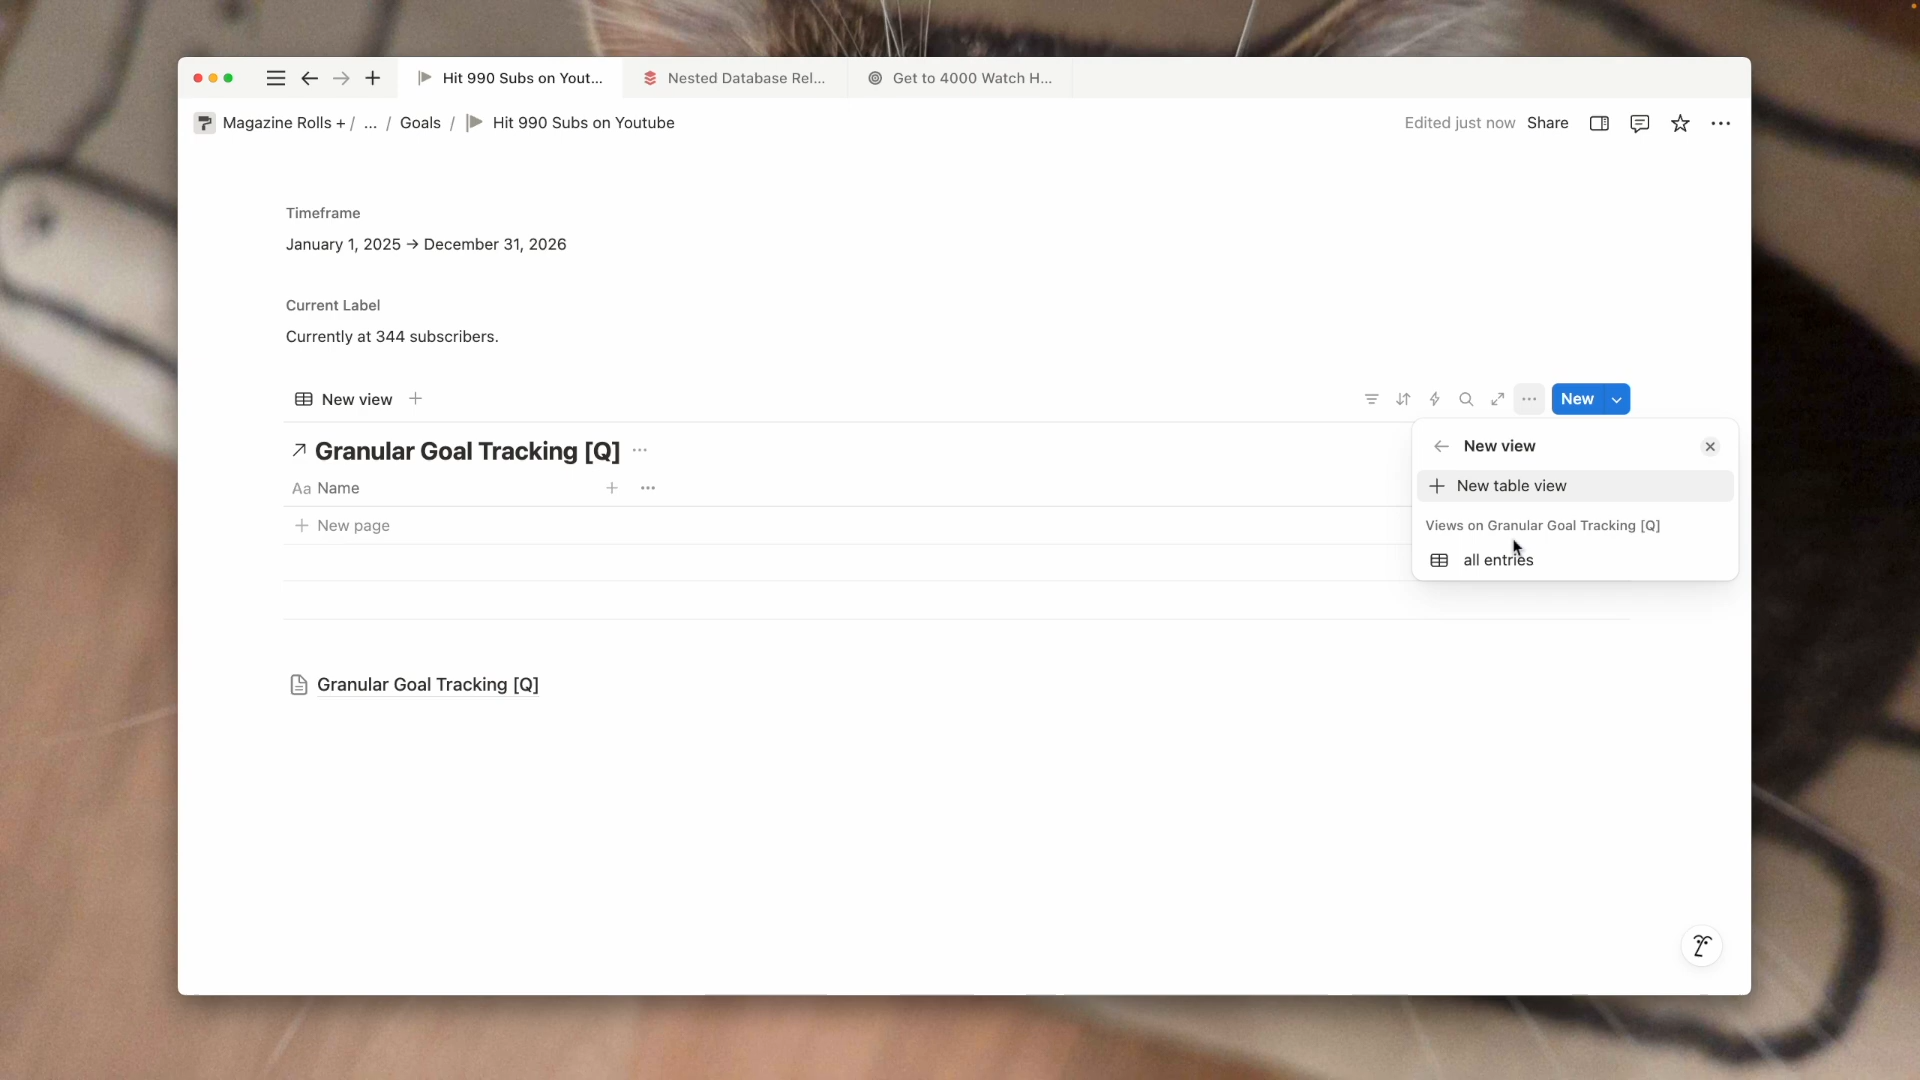 Hit 990 Subs on Yout...
Nested Database Rel...
Get to 4000 Watch H...
Magazine Rolls + / ... / Goals / Hit 990 Subs on Youtube
Edited just now Share
Timeframe
January 1, 2025 → December 31, 2026
Current Label
Currently at 344 subscribers.
New view
New
Granular Goal Tracking [Q]
Aa Name
New page
New view
New table view
Views on Granular Goal Tracking [Q]
all entries
Granular Goal Tracking [Q]